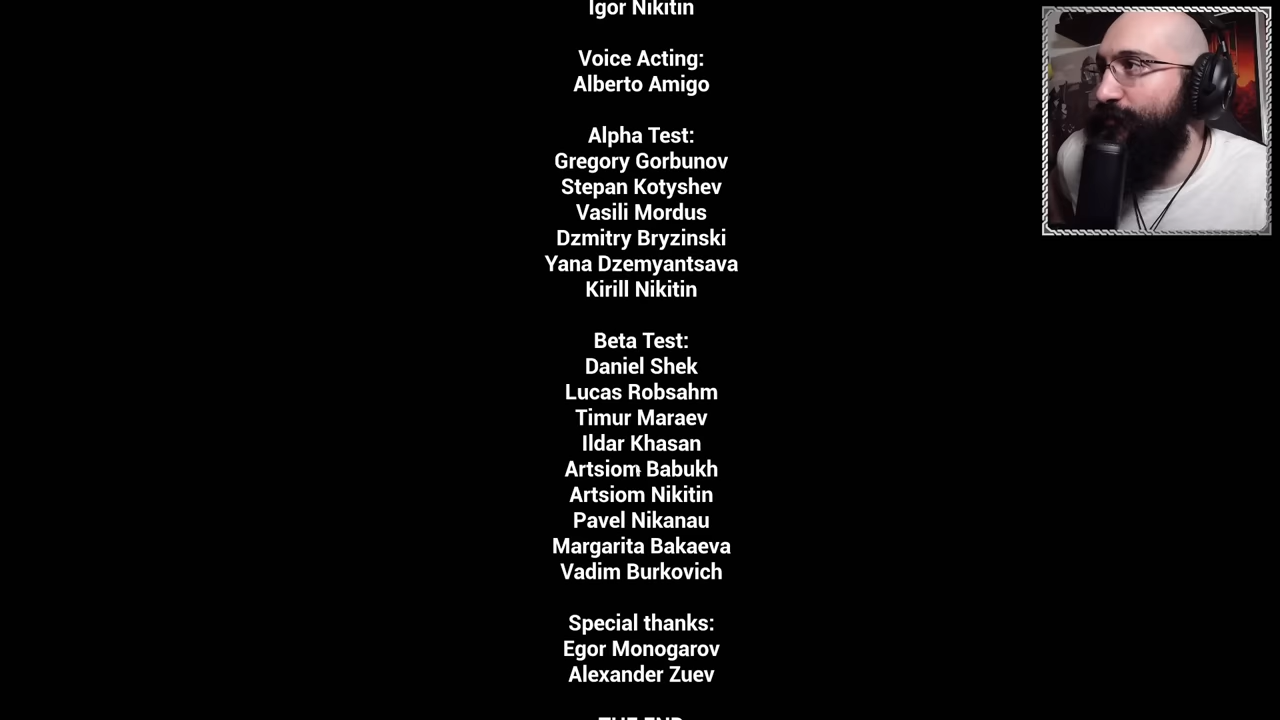 Igor Nikitin
Voice Acting:
Alberto Amigo
Alpha Test:
Gregory Gorbunov
Stepan Kotyshev
Vasili Mordus
Dzmitry Bryzinski
Yana Dzemyantsava
Kirill Nikitin
Beta Test:
Daniel Shek
Lucas Robsahm
Timur Maraev
Ildar Khasan
Artsiom Babukh
Artsiom Nikitin
Pavel Nikanau
Margarita Bakaeva
Vadim Burkovich
Special thanks:
Egor Monogarov
Alexander Zuev
THE END